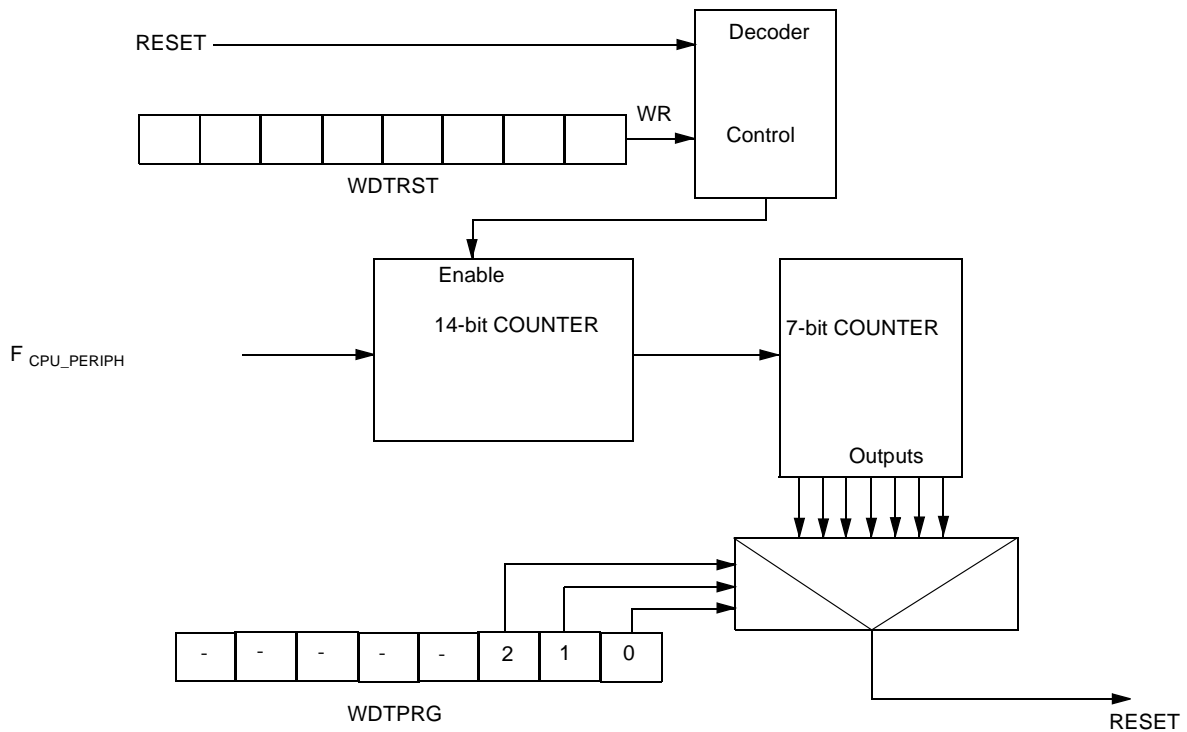 Decoder
RESET
WR
Control
WDTRST
Enable
14-bit COUNTER
7-bit COUNTER
F CPU_PERIPH
Outputs
- - - - - 2 1 0
WDTPRG
RESET